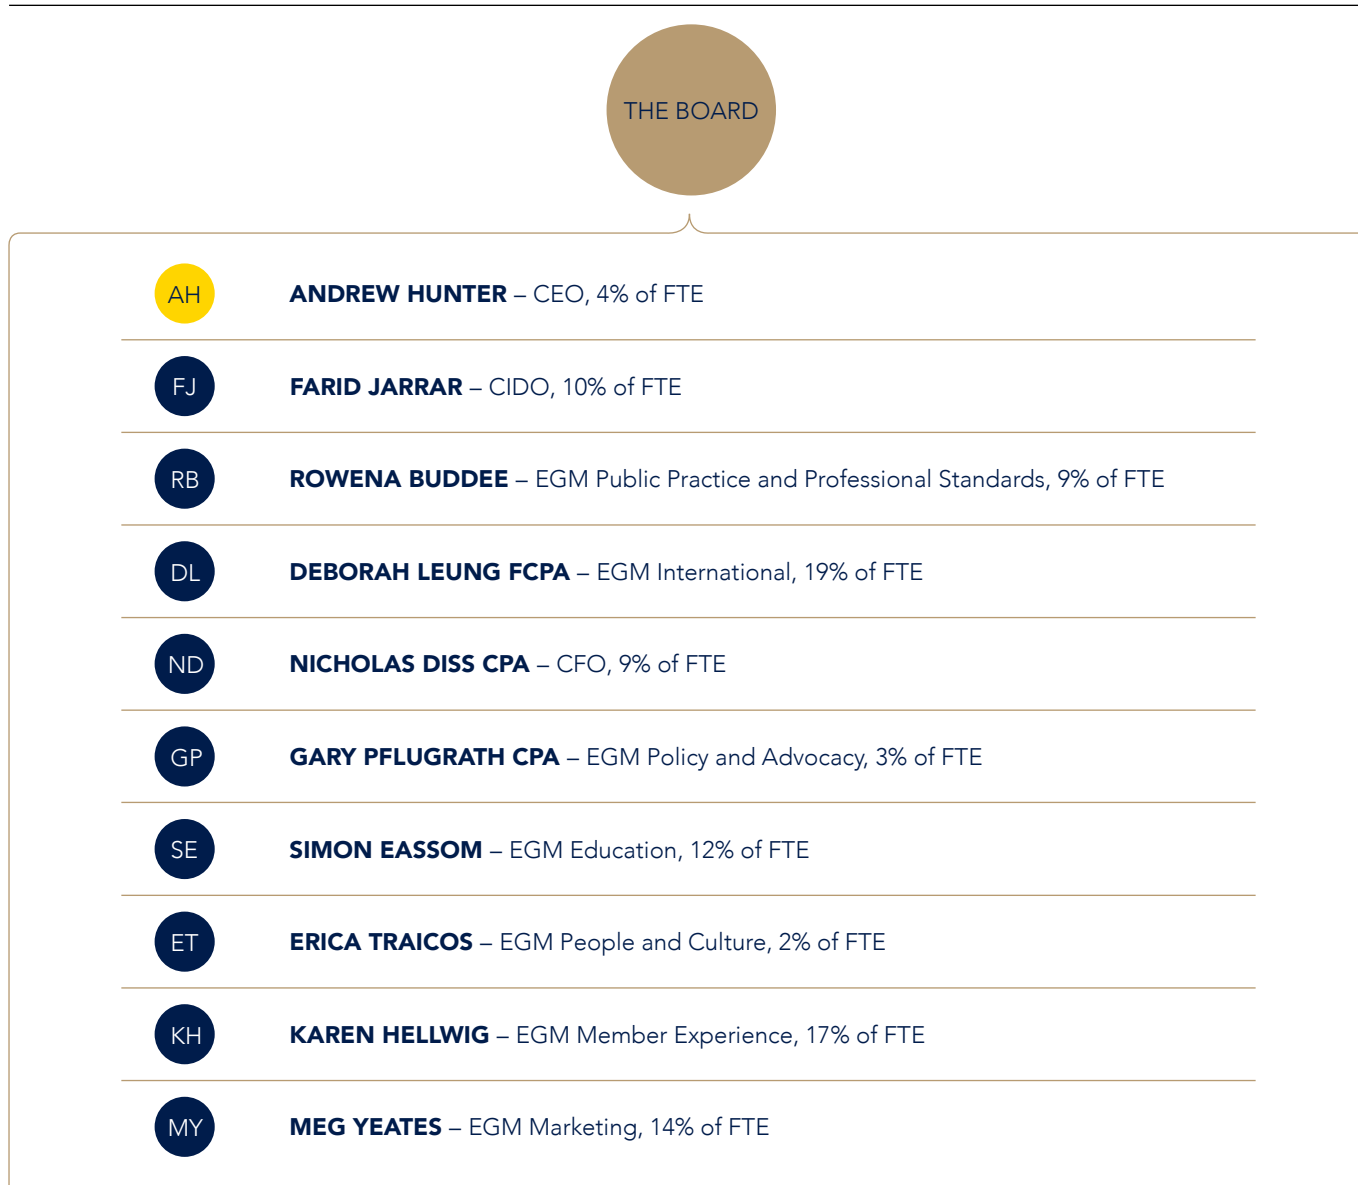 THE BOARD
AH
ANDREW HUNTER – CEO, 4% of FTE
FJ
FARID JARRAR – CIDO, 10% of FTE
RB
ROWENA BUDDEE – EGM Public Practice and Professional Standards, 9% of FTE
DL
DEBORAH LEUNG FCPA – EGM International, 19% of FTE
ND
NICHOLAS DISS CPA – CFO, 9% of FTE
GP
GARY PFLUGRATH CPA – EGM Policy and Advocacy, 3% of FTE
SE
SIMON EASSOM – EGM Education, 12% of FTE
ET
ERICA TRAICOS – EGM People and Culture, 2% of FTE
KH
KAREN HELLWIG – EGM Member Experience, 17% of FTE
MY
MEG YEATES – EGM Marketing, 14% of FTE